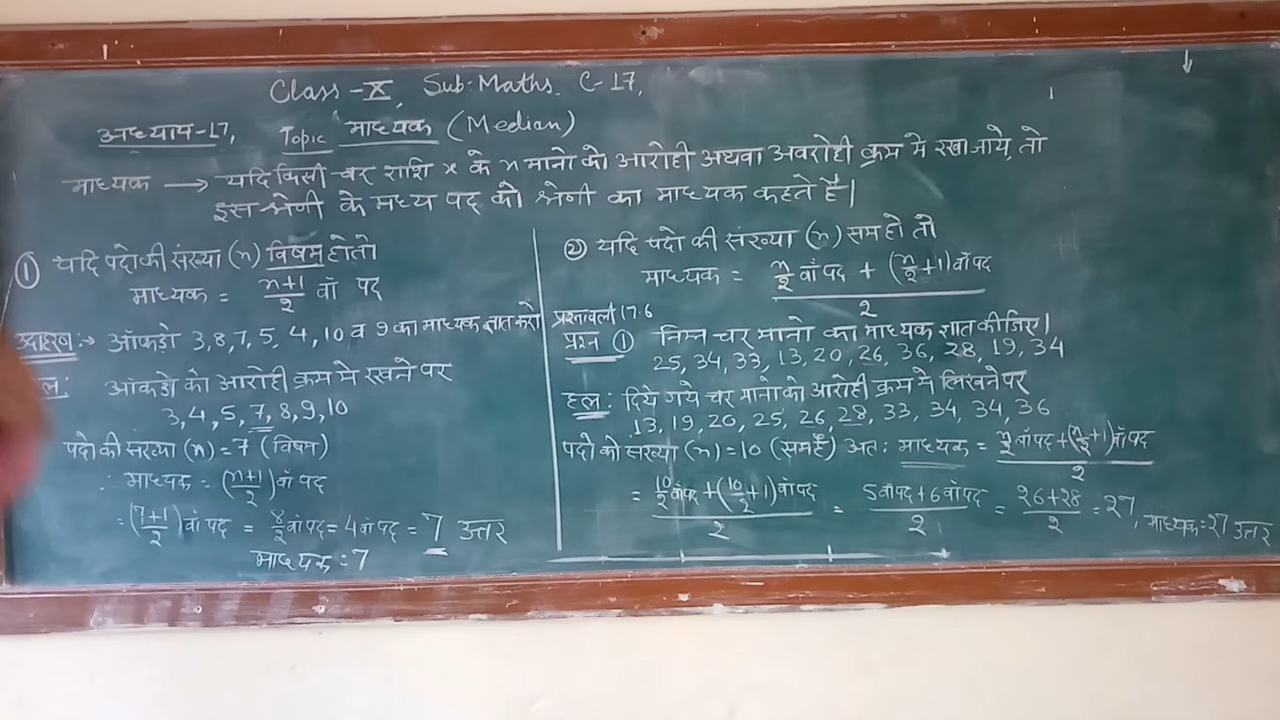 Class - X, Sub: Maths. C-17,
अध्याय-17, Topic माध्यक (Median)
माध्यक → यदि किसी चर राशि x के n मानो को आरोही अथवा अवरोही क्रम मे रखा जाये, तो
इस श्रेणी के मध्य पद को श्रेणी का माध्यक कहते है।
① यदि पदो की संख्या (n) विषम हो तो
माध्यक = (n+1)/2 वाँ पद
उदाहरण :→ आँकड़ो 3, 8, 7, 5, 4, 10 व 9 का माध्यक ज्ञात करो
हल: आंकडो को आरोही क्रम मे रखने पर
3, 4, 5, 7, 8, 9, 10
पदो की संख्या (n) = 7 (विषम)
∴ माध्यक = ((n+1)/2) वाँ पद
= ((7+1)/2) वाँ पद = 8/2 वाँ पद = 4 वाँ पद = 7 उत्तर
माध्यक = 7
② यदि पदो की संख्या (n) सम हो तो
माध्यक = (n/2 वाँ पद + (n/2 + 1) वाँ पद)/2
प्रश्नावली 17.6
प्रश्न ① निम्न चर मानो का माध्यक ज्ञात कीजिए।
25, 34, 33, 13, 20, 26, 36, 28, 19, 34
हल: दिये गये चर मानो को आरोही क्रम मे लिखने पर
13, 19, 20, 25, 26, 28, 33, 34, 34, 36
पदो की संख्या (n) = 10 (सम है) अत: माध्यक = (n/2 वाँ पद + (n/2 + 1) वाँ पद)/2
= (10/2 वाँ पद + (10/2 + 1) वाँ पद)/2 = (5 वाँ पद + 6 वाँ पद)/2 = (26 + 28)/2 = 27, माध्यक = 27 उत्तर